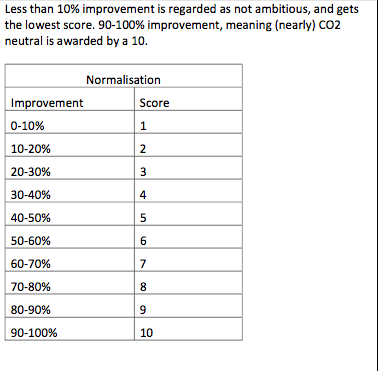 Less than 10% improvement is regarded as not ambitious, and gets
the lowest score. 90-100% improvement, meaning (nearly) CO2
neutral is awarded by a 10.
Normalisation
Improvement Score
0-10% 1
10-20% 2
20-30% 3
30-40% 4
40-50% 5
50-60% 6
60-70% 7
70-80% 8
80-90% 9
90-100% 10